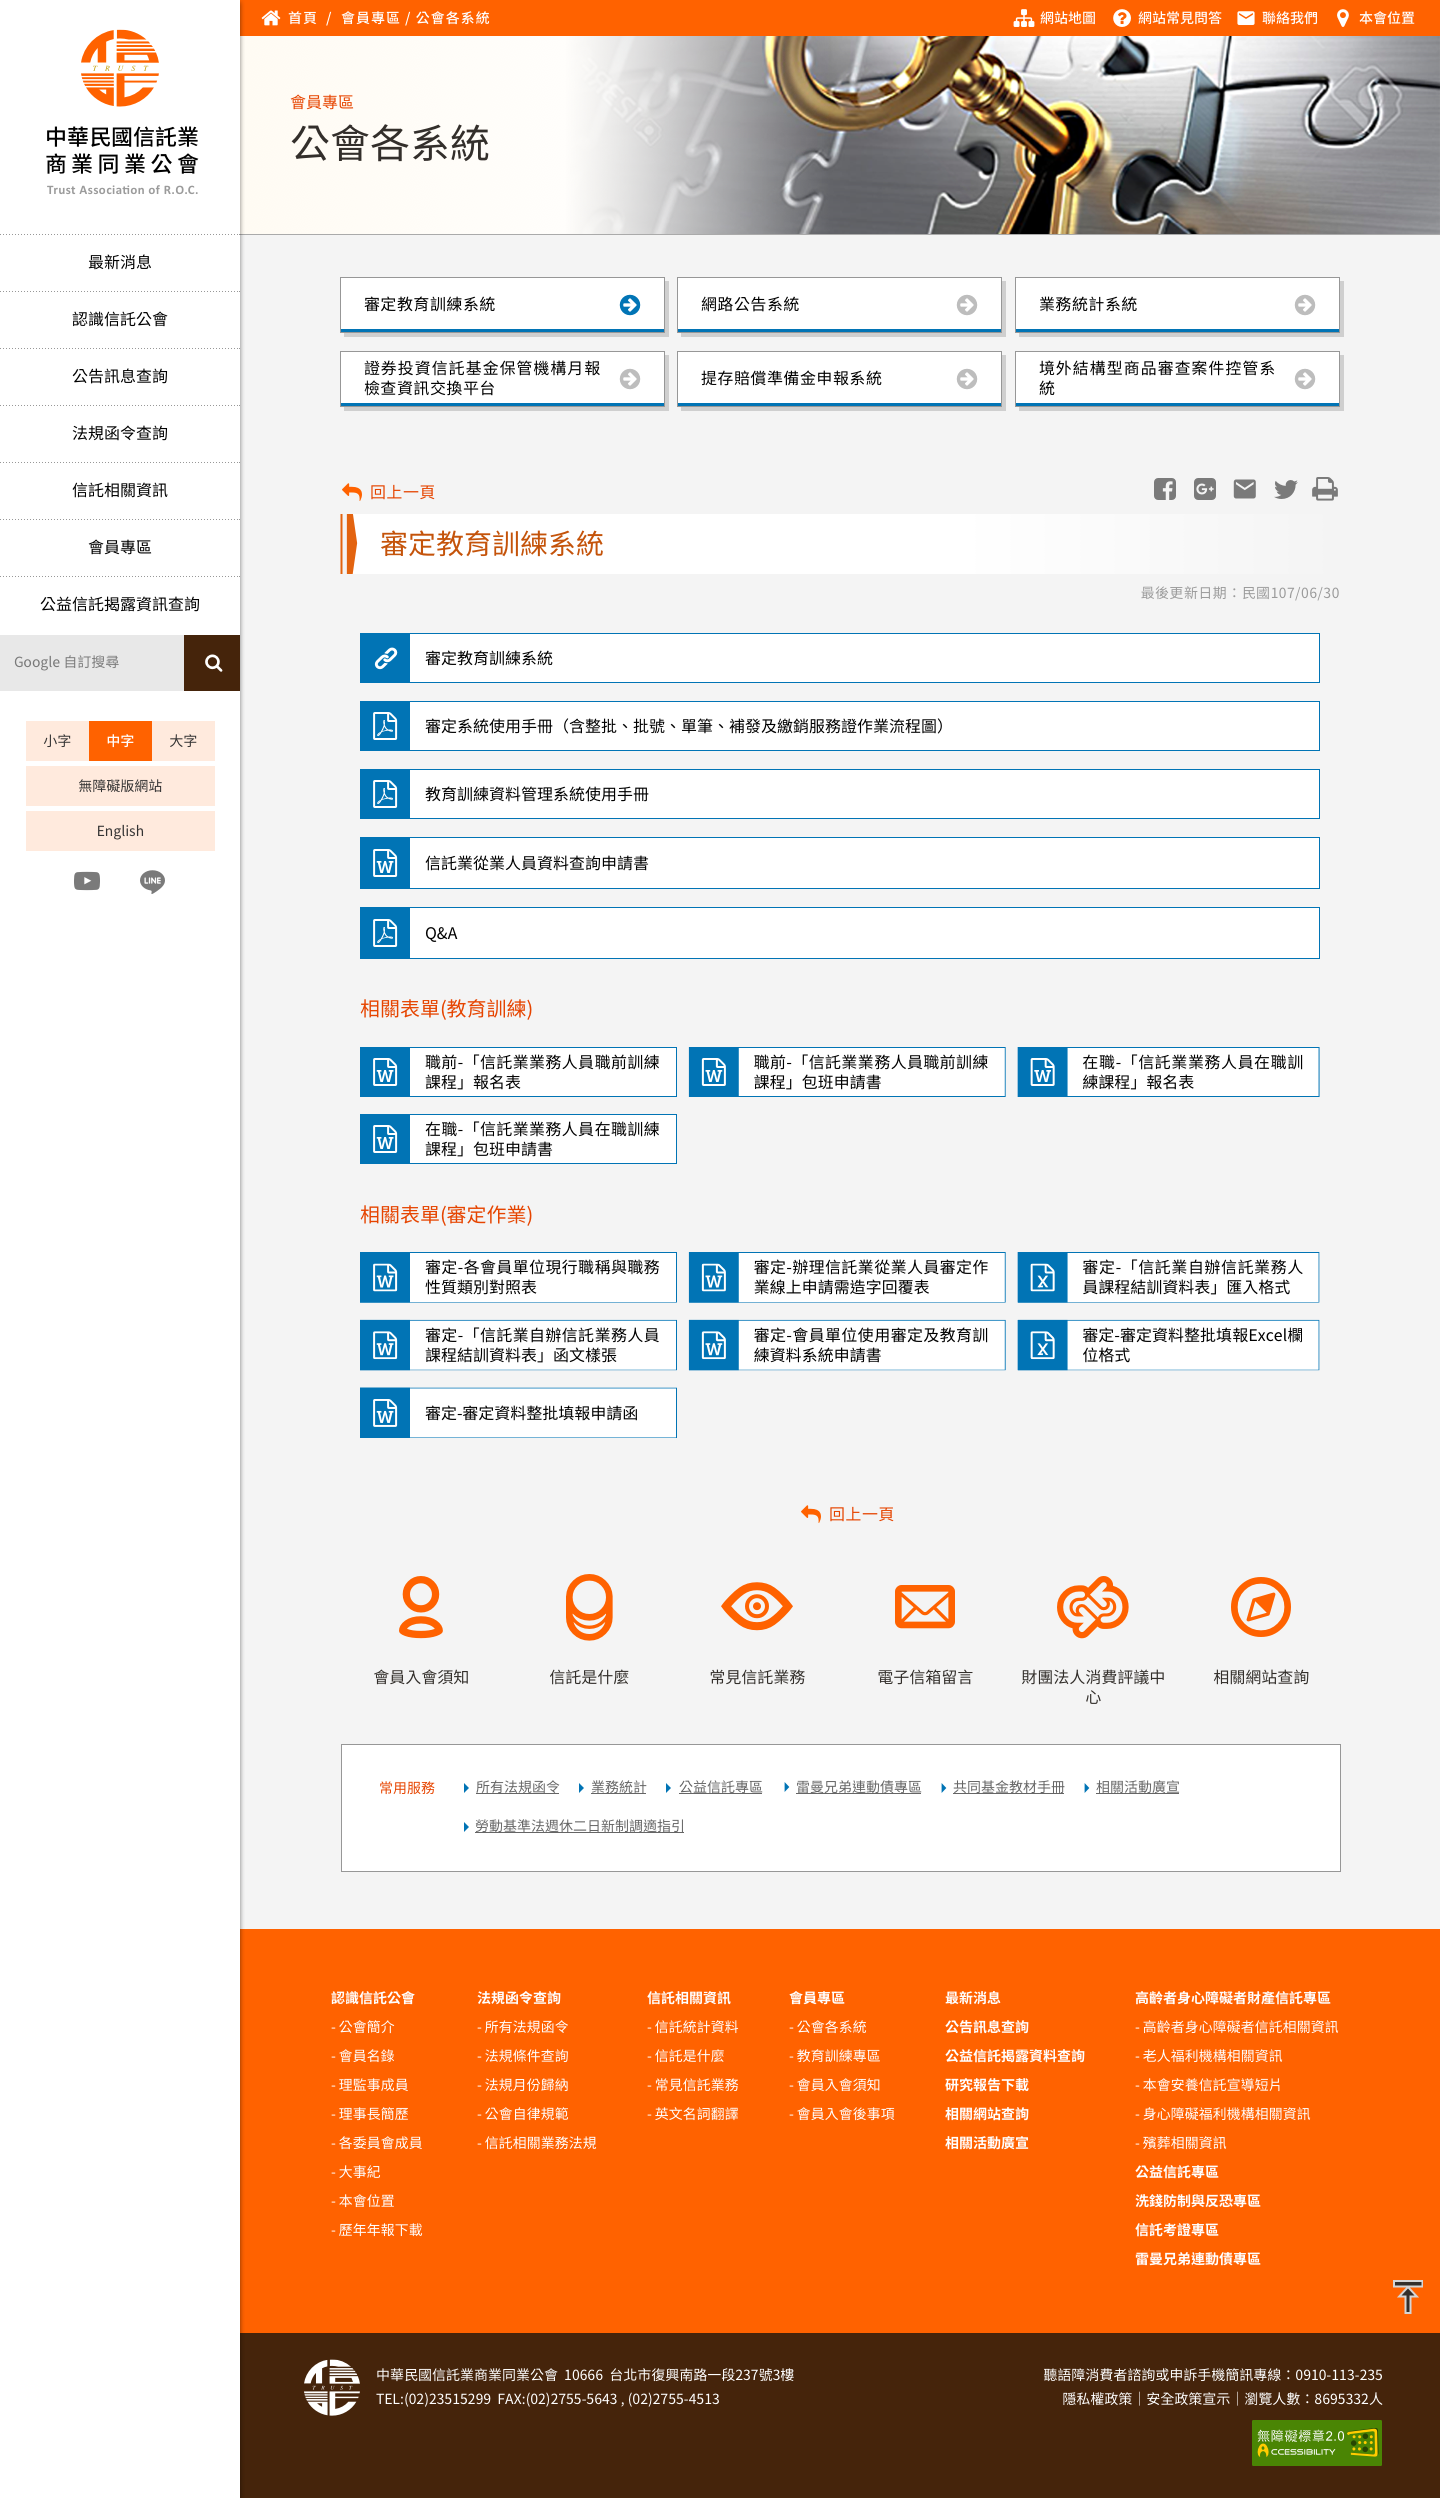 首頁 / 會員專區 / 公會各系統
網站地圖
網站常見問答
聯絡我們
本會位置
TRUST
中華民國信託業
商業同業公會
Trust Association of R.O.C.
最新消息
認識信託公會
公告訊息查詢
法規函令查詢
信託相關資訊
會員專區
公益信託揭露資訊查詢
Google 自訂搜尋
小字
中字
大字
無障礙版網站
English
LINE
會員專區
公會各系統
審定教育訓練系統
網路公告系統
業務統計系統
證券投資信託基金保管機構月報
檢查資訊交換平台
提存賠償準備金申報系統
境外結構型商品審查案件控管系
統
回上一頁
審定教育訓練系統
最後更新日期：民國107/06/30
審定教育訓練系統
審定系統使用手冊（含整批、批號、單筆、補發及繳銷服務證作業流程圖）
教育訓練資料管理系統使用手冊
信託業從業人員資料查詢申請書
Q&A
相關表單(教育訓練)
職前-「信託業業務人員職前訓練
課程」報名表
職前-「信託業業務人員職前訓練
課程」包班申請書
在職-「信託業業務人員在職訓
練課程」報名表
在職-「信託業業務人員在職訓練
課程」包班申請書
相關表單(審定作業)
審定-各會員單位現行職稱與職務
性質類別對照表
審定-辦理信託業從業人員審定作
業線上申請需造字回覆表
審定-「信託業自辦信託業務人
員課程結訓資料表」匯入格式
審定-「信託業自辦信託業務人員
課程結訓資料表」函文樣張
審定-會員單位使用審定及教育訓
練資料系統申請書
審定-審定資料整批填報Excel欄
位格式
審定-審定資料整批填報申請函
回上一頁
會員入會須知
信託是什麼
常見信託業務
電子信箱留言
財團法人消費評議中
心
相關網站查詢
常用服務
所有法規函令
業務統計
公益信託專區
雷曼兄弟連動債專區
共同基金教材手冊
相關活動廣宣
勞動基準法週休二日新制調適指引
認識信託公會
- 公會簡介
- 會員名錄
- 理監事成員
- 理事長簡歷
- 各委員會成員
- 大事紀
- 本會位置
- 歷年年報下載
法規函令查詢
- 所有法規函令
- 法規條件查詢
- 法規月份歸納
- 公會自律規範
- 信託相關業務法規
信託相關資訊
- 信託統計資料
- 信託是什麼
- 常見信託業務
- 英文名詞翻譯
會員專區
- 公會各系統
- 教育訓練專區
- 會員入會須知
- 會員入會後事項
最新消息
公告訊息查詢
公益信託揭露資料查詢
研究報告下載
相關網站查詢
相關活動廣宣
高齡者身心障礙者財產信託專區
- 高齡者身心障礙者信託相關資訊
- 老人福利機構相關資訊
- 本會安養信託宣導短片
- 身心障礙福利機構相關資訊
- 殯葬相關資訊
公益信託專區
洗錢防制與反恐專區
信託考證專區
雷曼兄弟連動債專區
TRUST
中華民國信託業商業同業公會 10666 台北市復興南路一段237號3樓
TEL:(02)23515299 FAX:(02)2755-5643 , (02)2755-4513
聽語障消費者諮詢或申訴手機簡訊專線：0910-113-235
隱私權政策｜安全政策宣示｜瀏覽人數：8695332人
無障礙標章2.0
ACCESSIBILITY